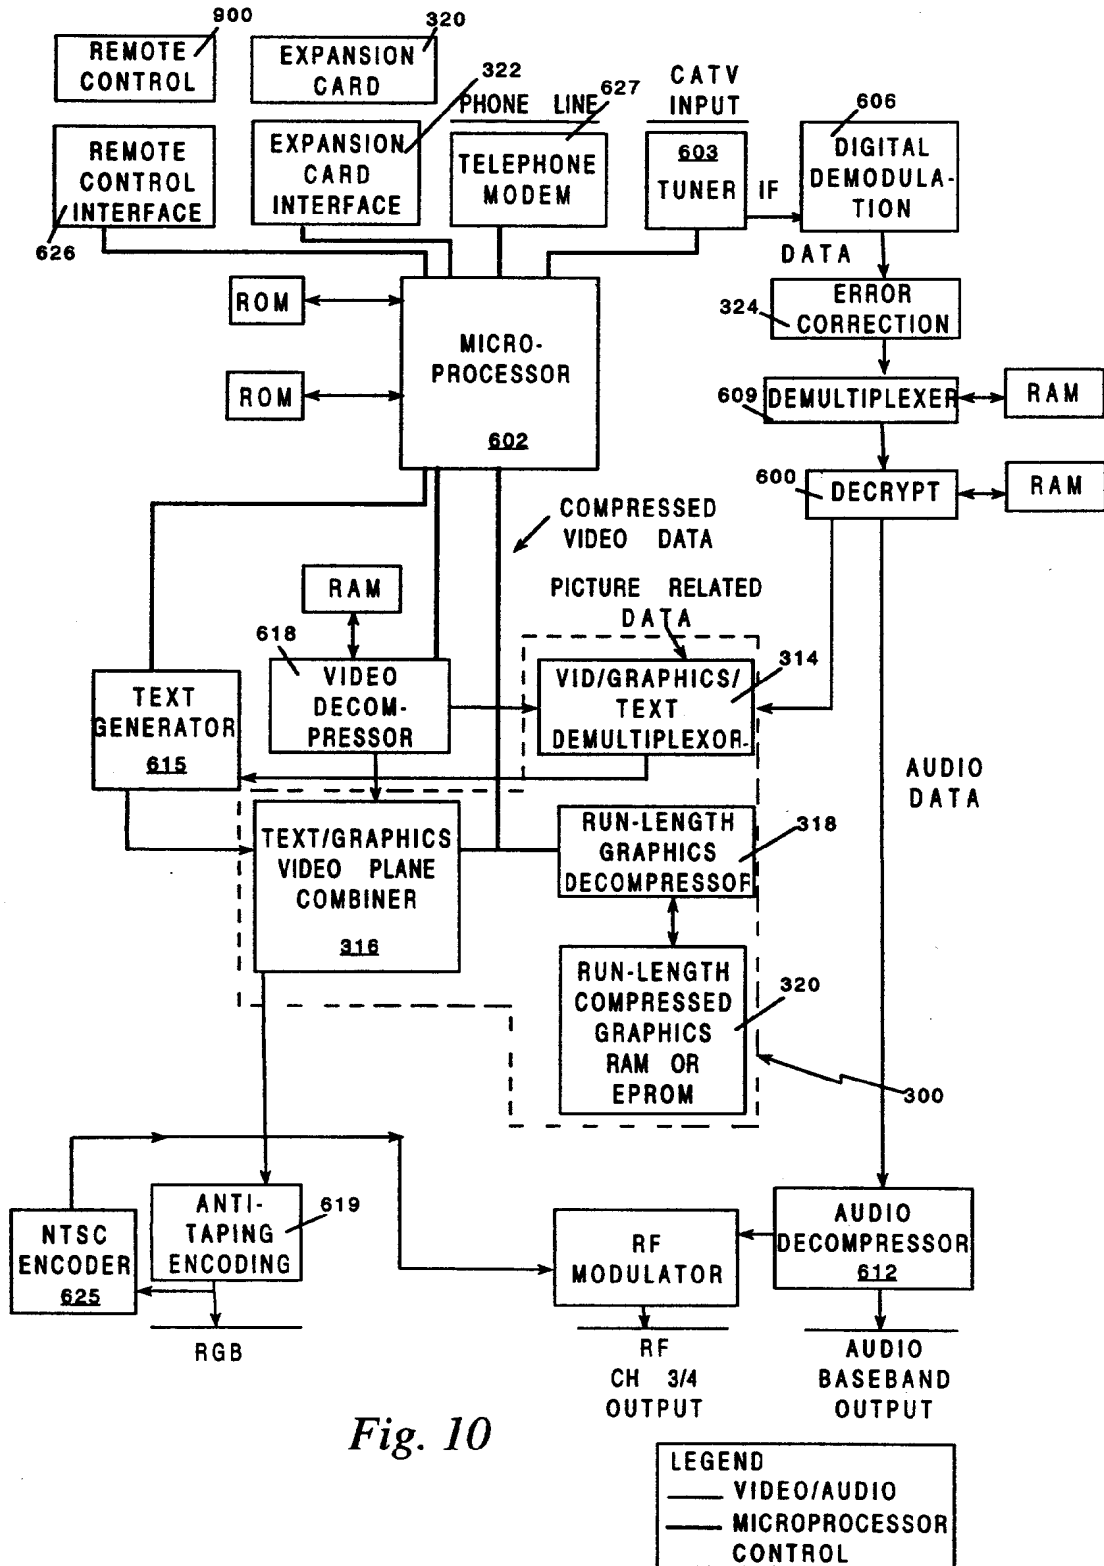 900
REMOTE
CONTROL
320
EXPANSION
CARD
322
PHONE LINE
627
CATV
INPUT
606
REMOTE
CONTROL
INTERFACE
626
EXPANSION
CARD
INTERFACE
TELEPHONE
MODEM
603
TUNER
IF
DIGITAL
DEMODULA-
TION
DATA
ROM
ROM
MICRO-
PROCESSOR
602
324
ERROR
CORRECTION
609
DEMULTIPLEXER
RAM
600
DECRYPT
RAM
COMPRESSED
VIDEO DATA
RAM
PICTURE RELATED
DATA
618
VIDEO
DECOM-
PRESSOR
VID/GRAPHICS/
TEXT
DEMULTIPLEXOR
314
TEXT
GENERATOR
615
AUDIO
DATA
TEXT/GRAPHICS
VIDEO PLANE
COMBINER
316
RUN-LENGTH
GRAPHICS
DECOMPRESSOR
318
RUN-LENGTH
COMPRESSED
GRAPHICS
RAM OR
EPROM
320
300
NTSC
ENCODER
625
ANTI-
TAPING
ENCODING
619
RF
MODULATOR
AUDIO
DECOMPRESSOR
612
RGB
RF
CH 3/4
OUTPUT
AUDIO
BASEBAND
OUTPUT
Fig. 10
LEGEND
VIDEO/AUDIO
MICROPROCESSOR
CONTROL